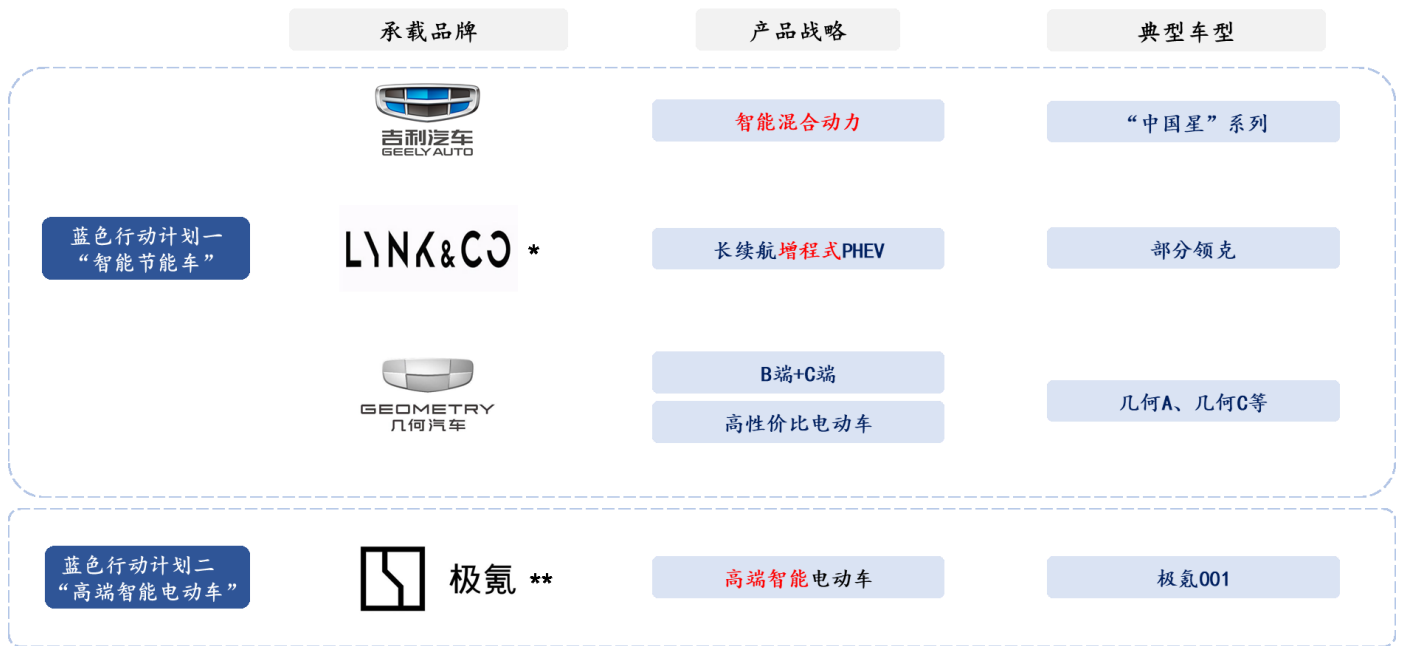 承载品牌
产品战略
典型车型
吉利汽车
GEELY AUTO
智能混合动力
“中国星”系列
蓝色行动计划一
“智能节能车”
LYNK&CO *
长续航增程式PHEV
部分领克
GEOMETRY
几何汽车
B端+C端
高性价比电动车
几何A、几何C等
蓝色行动计划二
“高端智能电动车”
极氪 **
高端智能电动车
极氪001